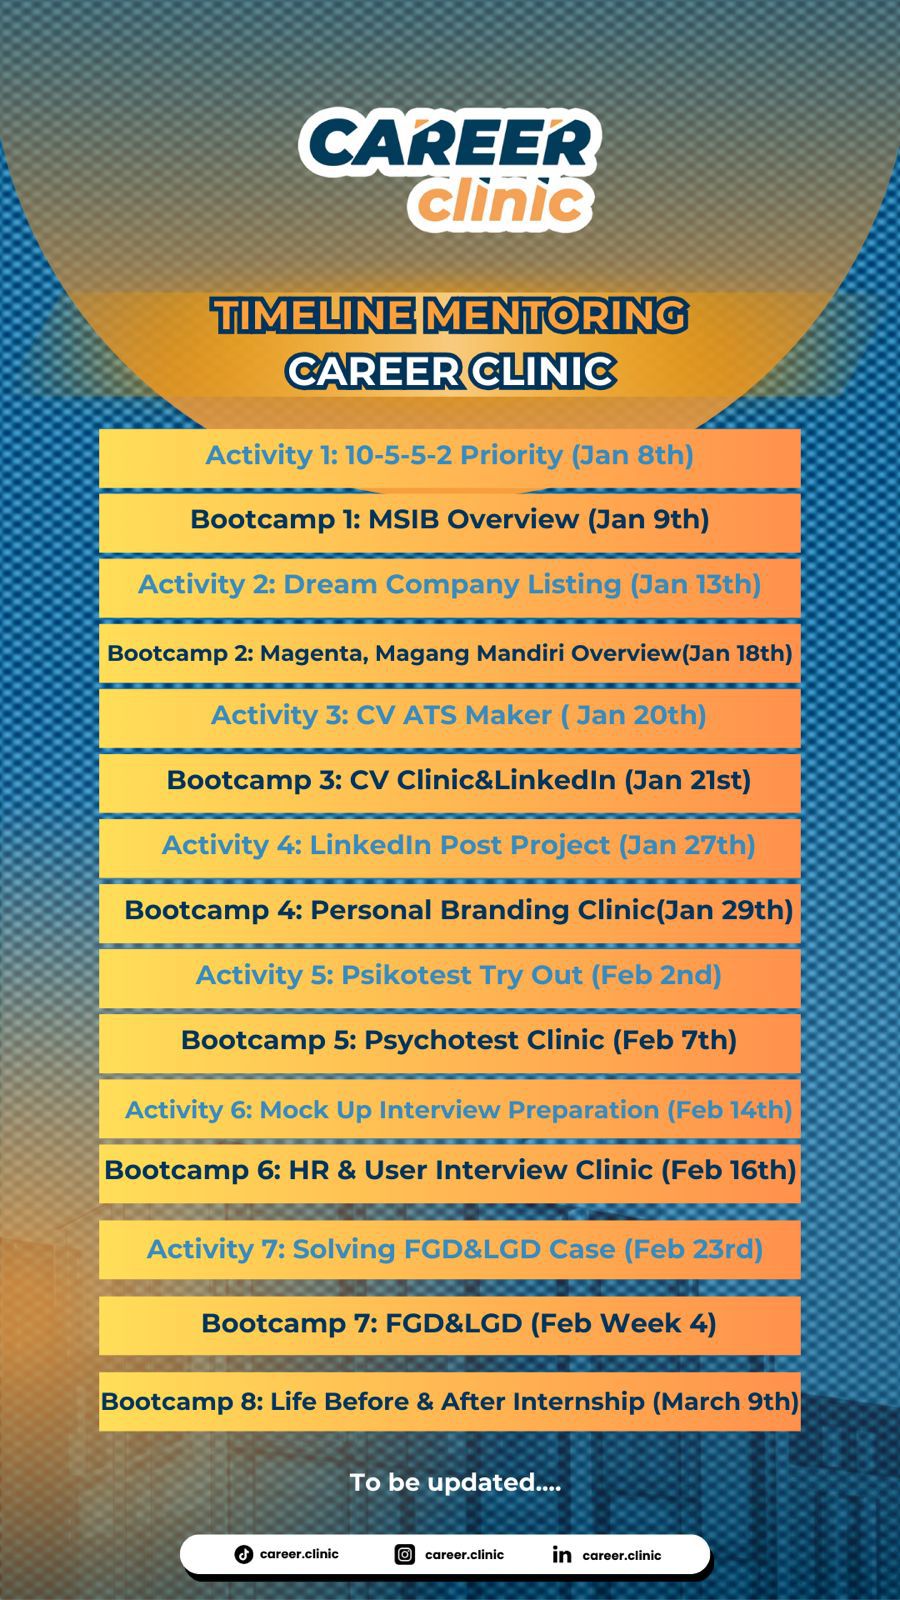 CAREER
clinic
TIMELINE MENTORING
CAREER CLINIC
Activity 1: 10-5-5-2 Priority (Jan 8th)
Bootcamp 1: MSIB Overview (Jan 9th)
Activity 2: Dream Company Listing (Jan 13th)
Bootcamp 2: Magenta, Magang Mandiri Overview(Jan 18th)
Activity 3: CV ATS Maker ( Jan 20th)
Bootcamp 3: CV Clinic&LinkedIn (Jan 21st)
Activity 4: LinkedIn Post Project (Jan 27th)
Bootcamp 4: Personal Branding Clinic(Jan 29th)
Activity 5: Psikotest Try Out (Feb 2nd)
Bootcamp 5: Psychotest Clinic (Feb 7th)
Activity 6: Mock Up Interview Preparation (Feb 14th)
Bootcamp 6: HR & User Interview Clinic (Feb 16th)
Activity 7: Solving FGD&LGD Case (Feb 23rd)
Bootcamp 7: FGD&LGD (Feb Week 4)
Bootcamp 8: Life Before & After Internship (March 9th)
To be updated....
career.clinic career.clinic in career.clinic